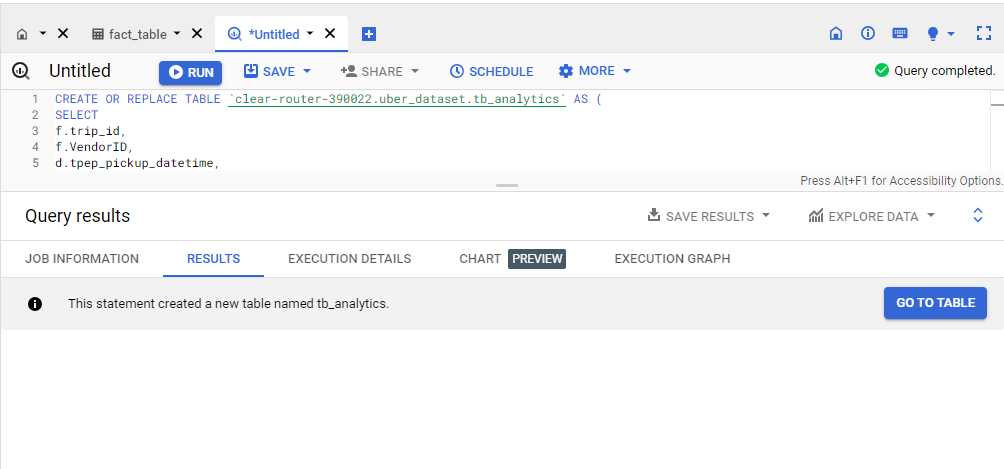 fact_table *Untitled
Untitled RUN SAVE SHARE SCHEDULE MORE Query completed.
1 CREATE OR REPLACE TABLE `clear-router-390022.uber_dataset.tb_analytics` AS (
2 SELECT
3 f.trip_id,
4 f.VendorID,
5 d.tpep_pickup_datetime,
Press Alt+F1 for Accessibility Options.
Query results SAVE RESULTS EXPLORE DATA
JOB INFORMATION RESULTS EXECUTION DETAILS CHART PREVIEW EXECUTION GRAPH
This statement created a new table named tb_analytics. GO TO TABLE